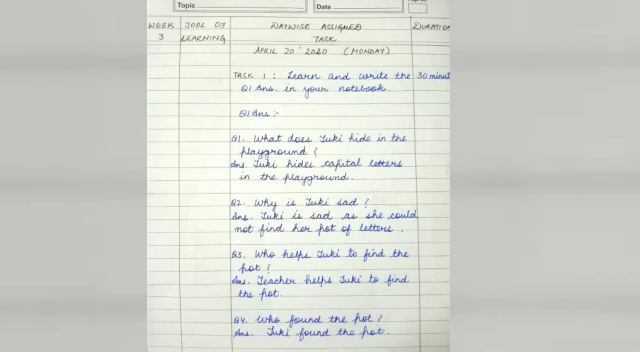 Topic
Date
WEEK JOOL 03 DAYWISE ASSIGNED DURATION
3 LEARNING TASK
APRIL 20 2020 (MONDAY)
TASK 1 : Learn and write the 30 minut
Q1 Ans. in your notebook.
Q1 Ans :-
Q1. What does Tuki hide in the
playground ?
Ans. Tuki hides capital letters
in the playground.
Q2. Why is Tuki sad ?
Ans. Tuki is sad as she could
not find her pot of letters.
Q3. Who helps Tuki to find the
pot ?
Ans. Teacher helps Tuki to find
the pot.
Q4. Who found the pot ?
Ans. Tuki found the pot.